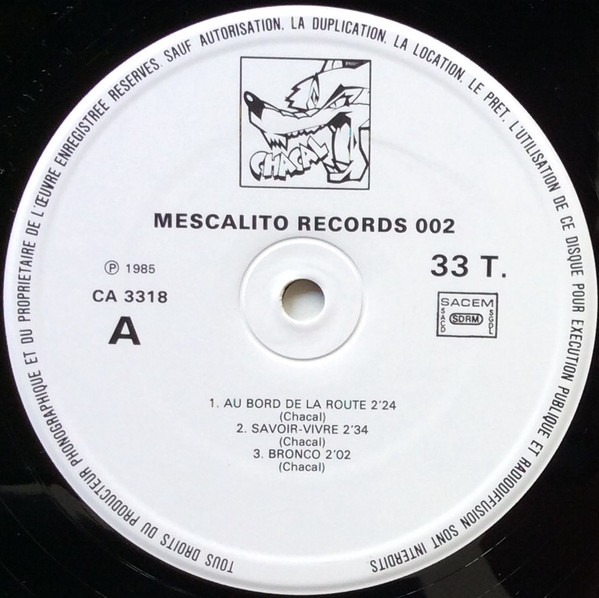 TOUS DROITS DU PRODUCTEUR PHONOGRAPHIQUE ET DU PROPRIETAIRE DE L'ŒUVRE ENREGISTREE RESERVES. SAUF AUTORISATION, LA DUPLICATION, LA LOCATION, LE PRET, L'UTILISATION DE CE DISQUE POUR EXECUTION PUBLIQUE ET RADIODIFFUSION SONT INTERDITS
CHACAL
MESCALITO RECORDS 002
℗ 1985
33 T.
CA 3318
A
SACEM
SACD
SDRM
SGDL
1. AU BORD DE LA ROUTE 2'24
(Chacal)
2. SAVOIR-VIVRE 2'34
(Chacal)
3. BRONCO 2'02
(Chacal)